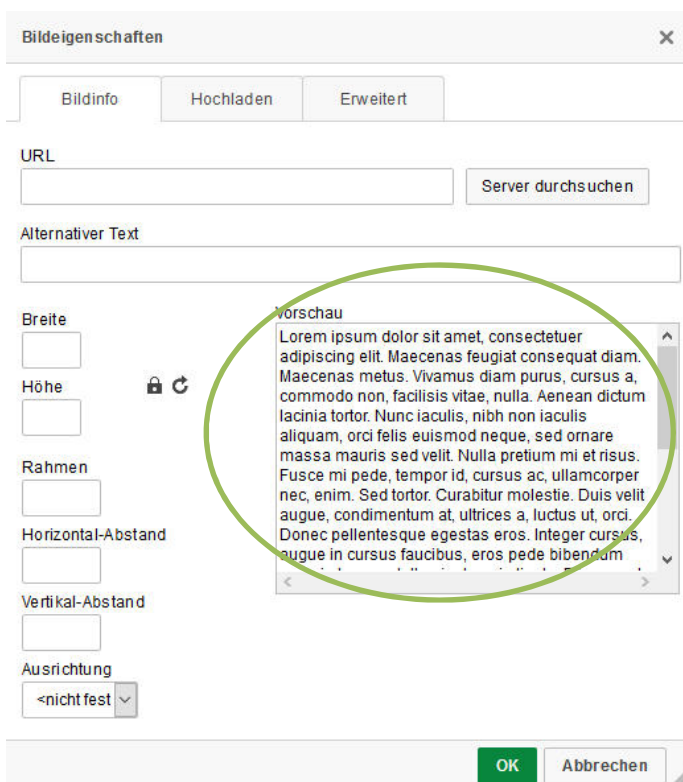 Bildeigenschaften
Bildinfo
Hochladen
Erweitert
URL
Server durchsuchen
Alternativer Text
Breite
Höhe
Rahmen
Horizontal-Abstand
Vertikal-Abstand
Ausrichtung
<nicht fest
Vorschau
Lorem ipsum dolor sit amet, consectetuer
adipiscing elit. Maecenas feugiat consequat diam.
Maecenas metus. Vivamus diam purus, cursus a,
commodo non, facilisis vitae, nulla. Aenean dictum
lacinia tortor. Nunc iaculis, nibh non iaculis
aliquam, orci felis euismod neque, sed ornare
massa mauris sed velit. Nulla pretium mi et risus.
Fusce mi pede, tempor id, cursus ac, ullamcorper
nec, enim. Sed tortor. Curabitur molestie. Duis velit
augue, condimentum at, ultrices a, luctus ut, orci.
Donec pellentesque egestas eros. Integer cursus,
augue in cursus faucibus, eros pede bibendum
OK
Abbrechen